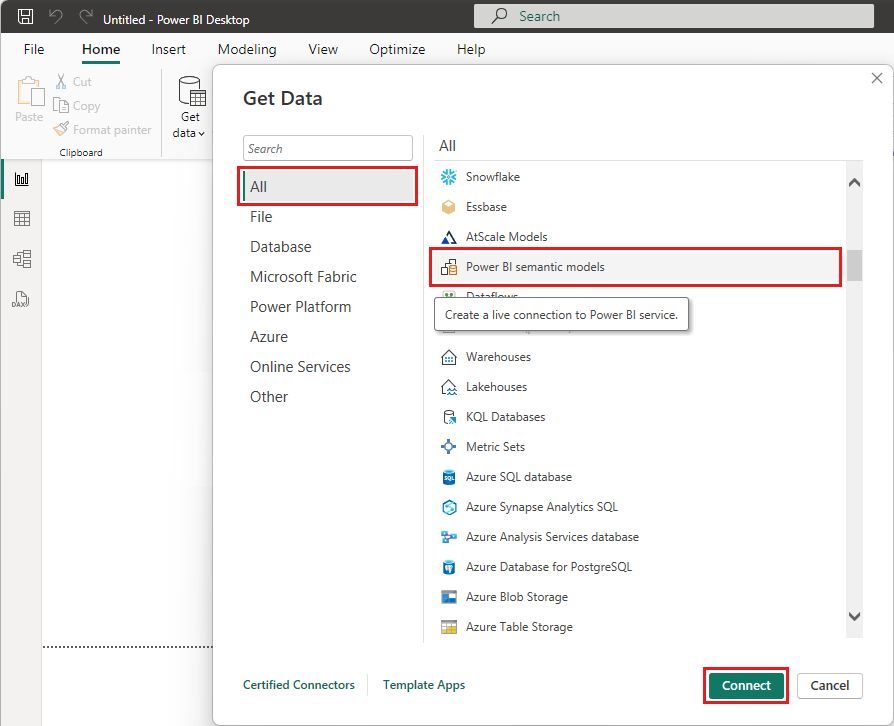 Untitled - Power BI Desktop
Search
File
Home
Insert
Modeling
View
Optimize
Help
Paste
Cut
Copy
Format painter
Clipboard
Get
data
DAX
Get Data
Search
All
File
Database
Microsoft Fabric
Power Platform
Azure
Online Services
Other
All
Snowflake
Essbase
AtScale Models
Power BI semantic models
Dataflows
Create a live connection to Power BI service.
Warehouses
Lakehouses
KQL Databases
Metric Sets
Azure SQL database
Azure Synapse Analytics SQL
Azure Analysis Services database
Azure Database for PostgreSQL
Azure Blob Storage
Azure Table Storage
Certified Connectors
Template Apps
Connect
Cancel